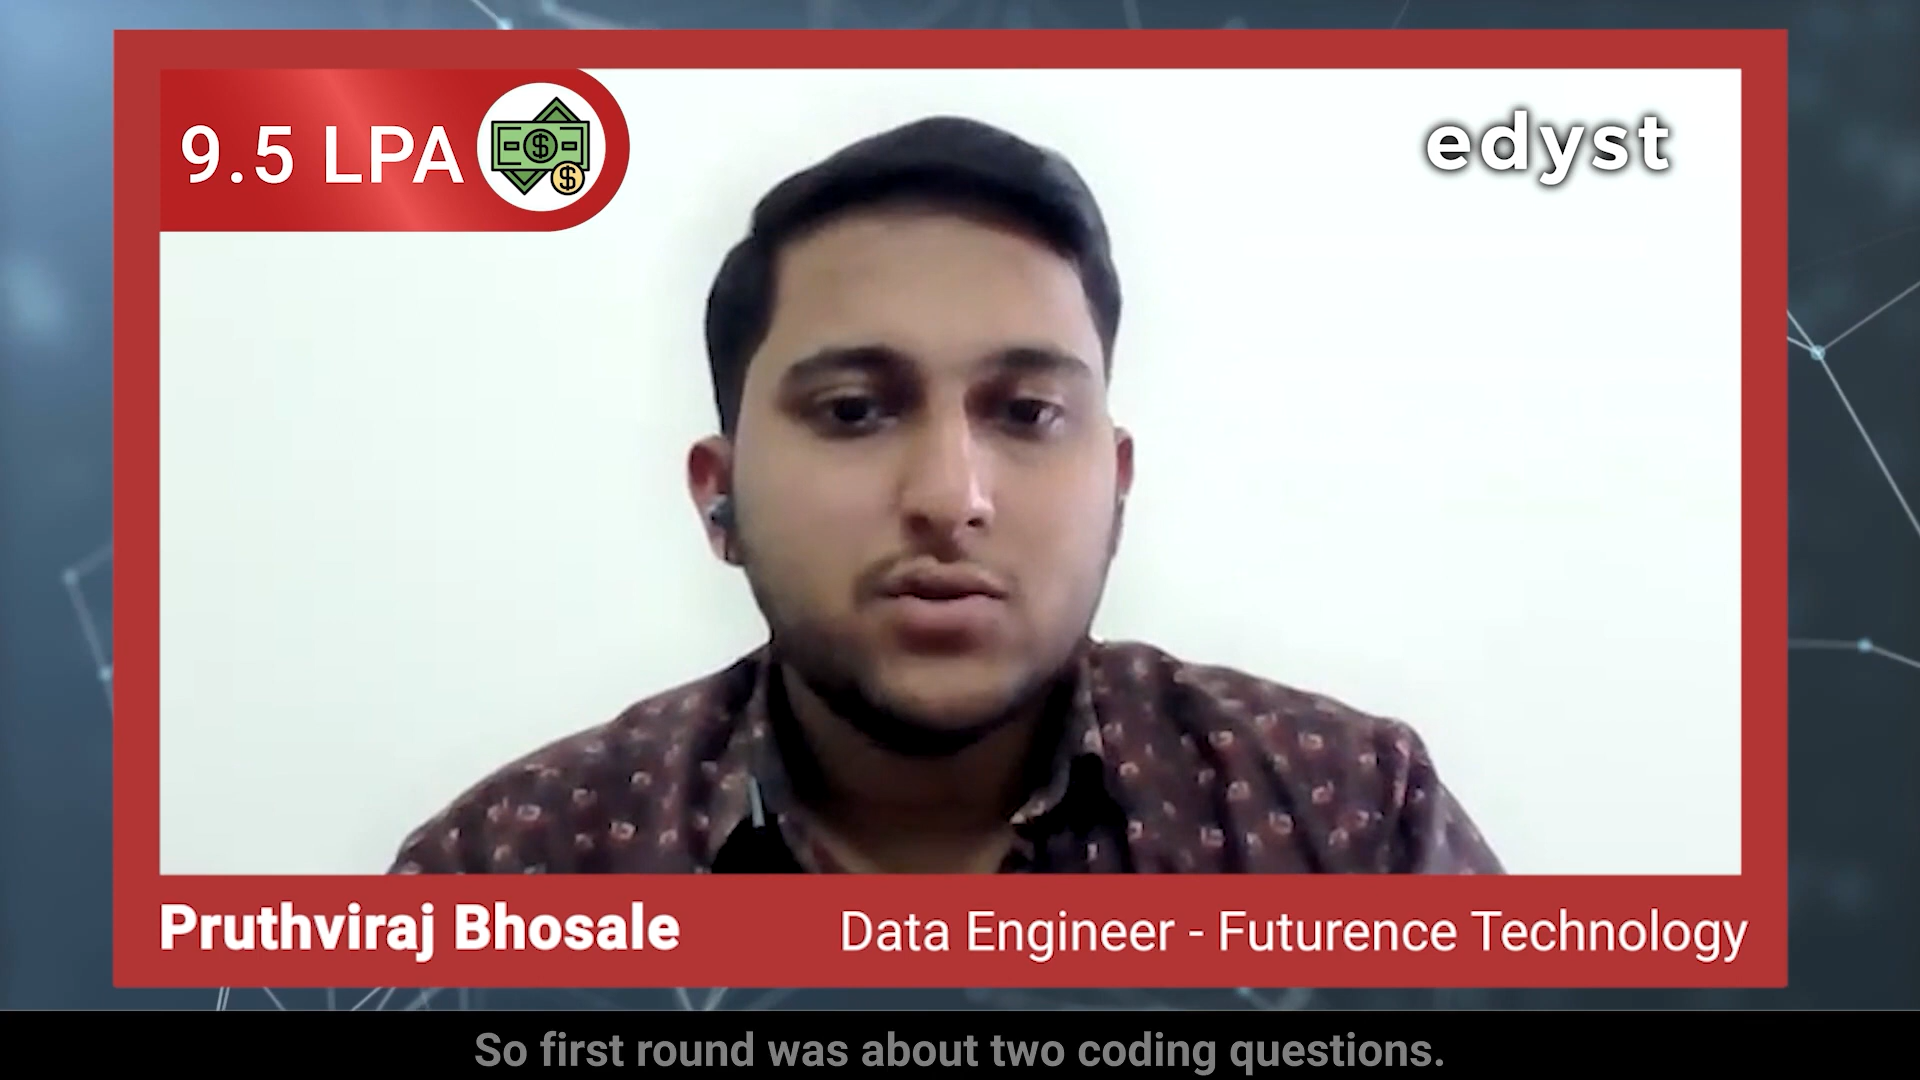 9.5 LPA
edyst
Pruthviraj Bhosale
Data Engineer - Futurence Technology
So first round was about two coding questions.